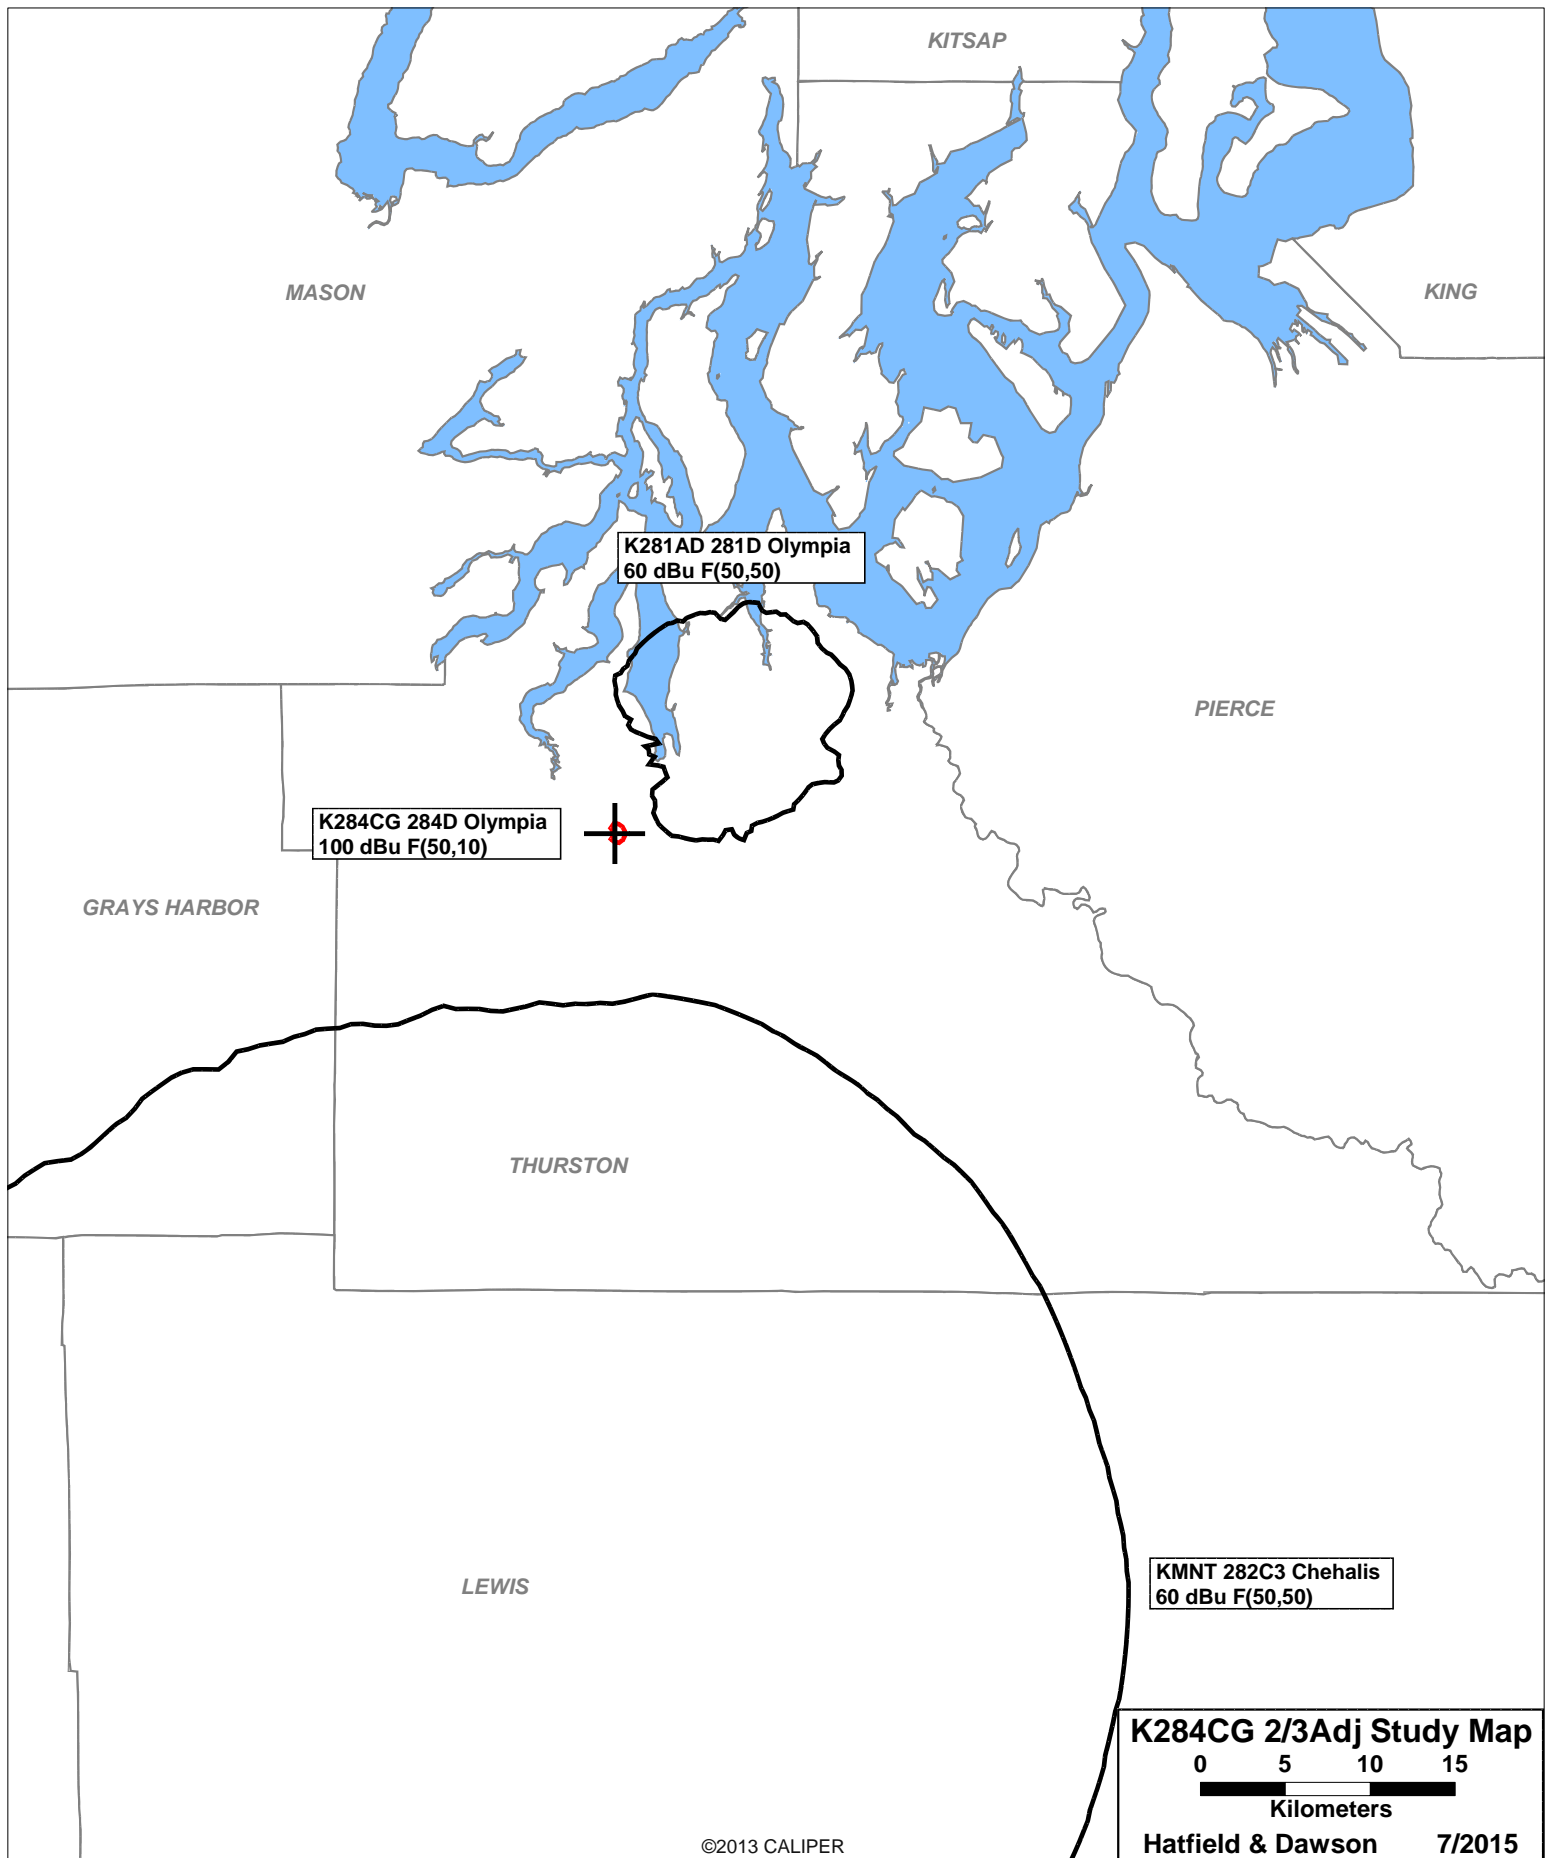 KITSAP
MASON
KING
K281AD 281D Olympia
60 dBu F(50,50)
PIERCE
K284CG 284D Olympia
100 dBu F(50,10)
GRAYS HARBOR
THURSTON
LEWIS
KMNT 282C3 Chehalis
60 dBu F(50,50)
K284CG 2/3Adj Study Map
0 5 10 15
Kilometers
Hatfield & Dawson 7/2015
©2013 CALIPER